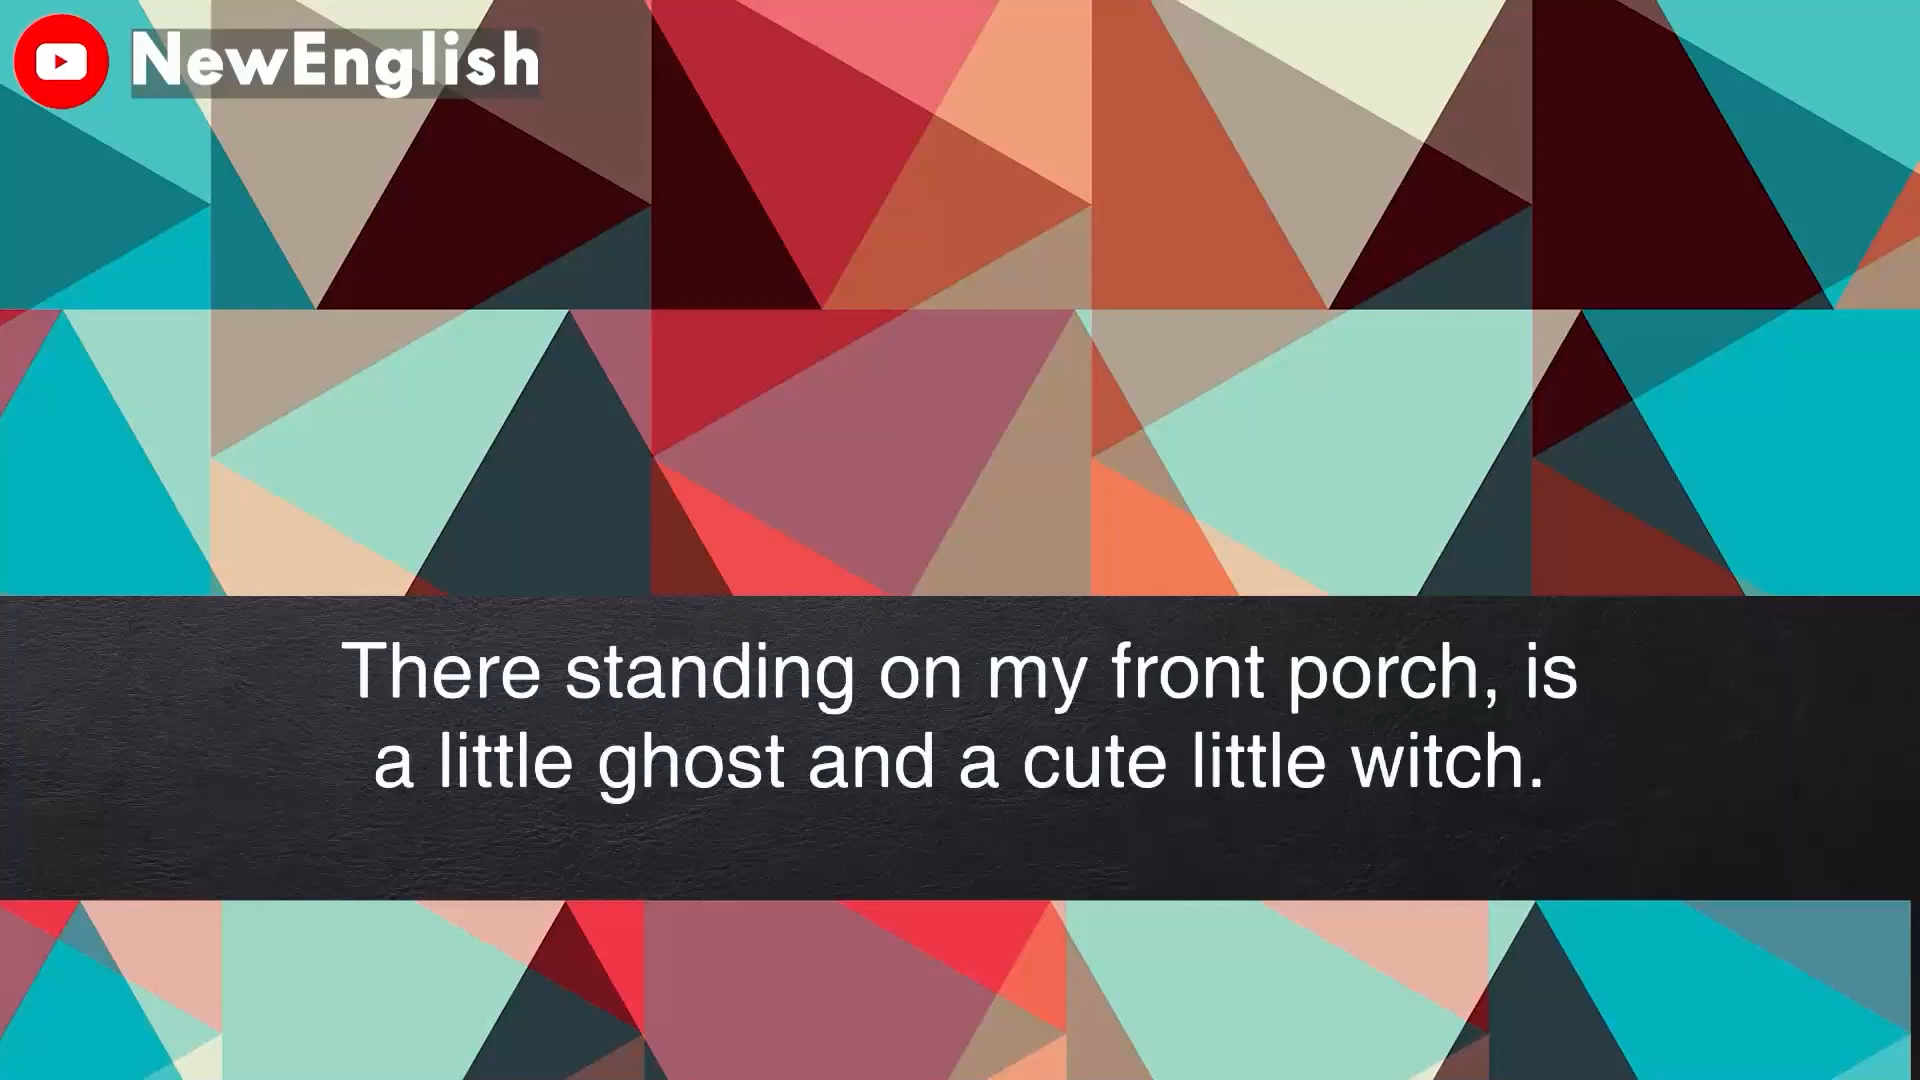 NewEnglish
There standing on my front porch, is
a little ghost and a cute little witch.